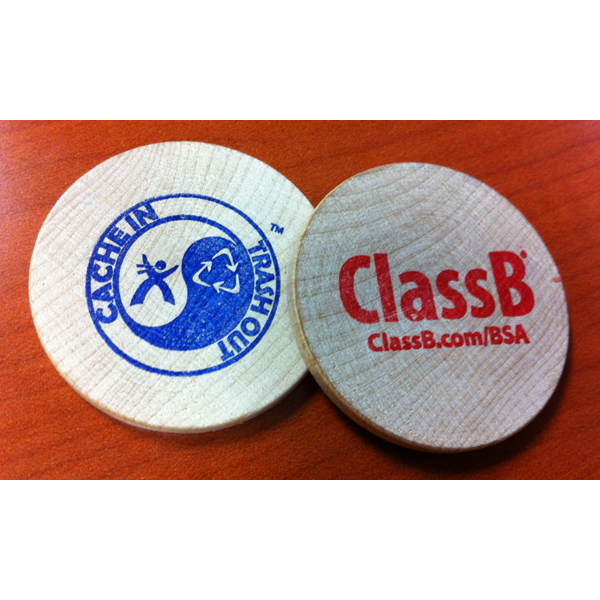 CACHE IN
TRASH OUT
™
ClassB®
ClassB.com/BSA